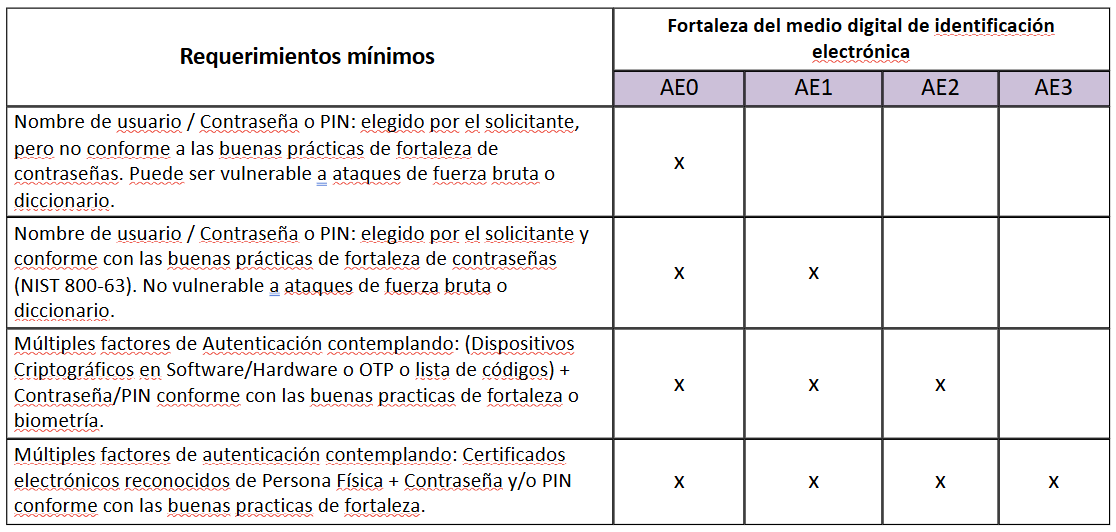 Requerimientos mínimos
Fortaleza del medio digital de identificación
electrónica
AE0
AE1
AE2
AE3
Nombre de usuario / Contraseña o PIN: elegido por el solicitante,
pero no conforme a las buenas prácticas de fortaleza de
contraseñas. Puede ser vulnerable a ataques de fuerza bruta o
diccionario.
x
Nombre de usuario / Contraseña o PIN: elegido por el solicitante y
conforme con las buenas prácticas de fortaleza de contraseñas
(NIST 800-63). No vulnerable a ataques de fuerza bruta o
diccionario.
x
x
Múltiples factores de Autenticación contemplando: (Dispositivos
Criptográficos en Software/Hardware o OTP o lista de códigos) +
Contraseña/PIN conforme con las buenas practicas de fortaleza o
biometría.
x
x
x
Múltiples factores de autenticación contemplando: Certificados
electrónicos reconocidos de Persona Física + Contraseña y/o PIN
conforme con las buenas practicas de fortaleza.
x
x
x
x